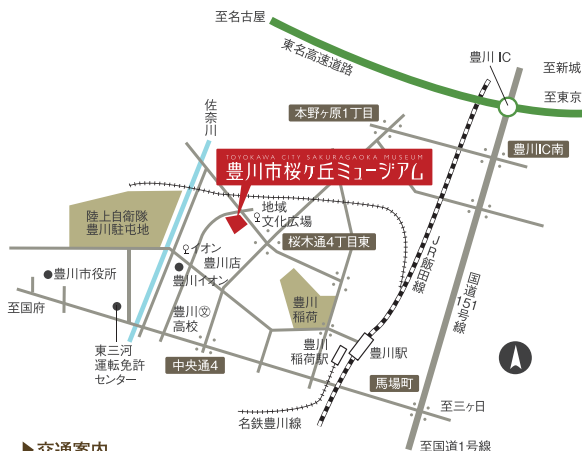 至名古屋
東名高速道路
豊川 IC
至新城
至東京
佐奈川
本野ヶ原1丁目
豊川IC南
TOYOKAWA CITY SAKURAGAOKA MUSEUM
豊川市桜ヶ丘ミュージアム
陸上自衛隊
豊川駐屯地
地域
文化広場
桜木通4丁目東
イオン
豊川店
豊川イオン
豊川市役所
JR飯田線
国道151号線
至国府
豊川
高校
文
豊川
稲荷
東三河
運転免許
センター
中央通4
豊川
稲荷駅
豊川駅
馬場町
名鉄豊川線
至三ヶ日
至国道1号線
▶交通案内